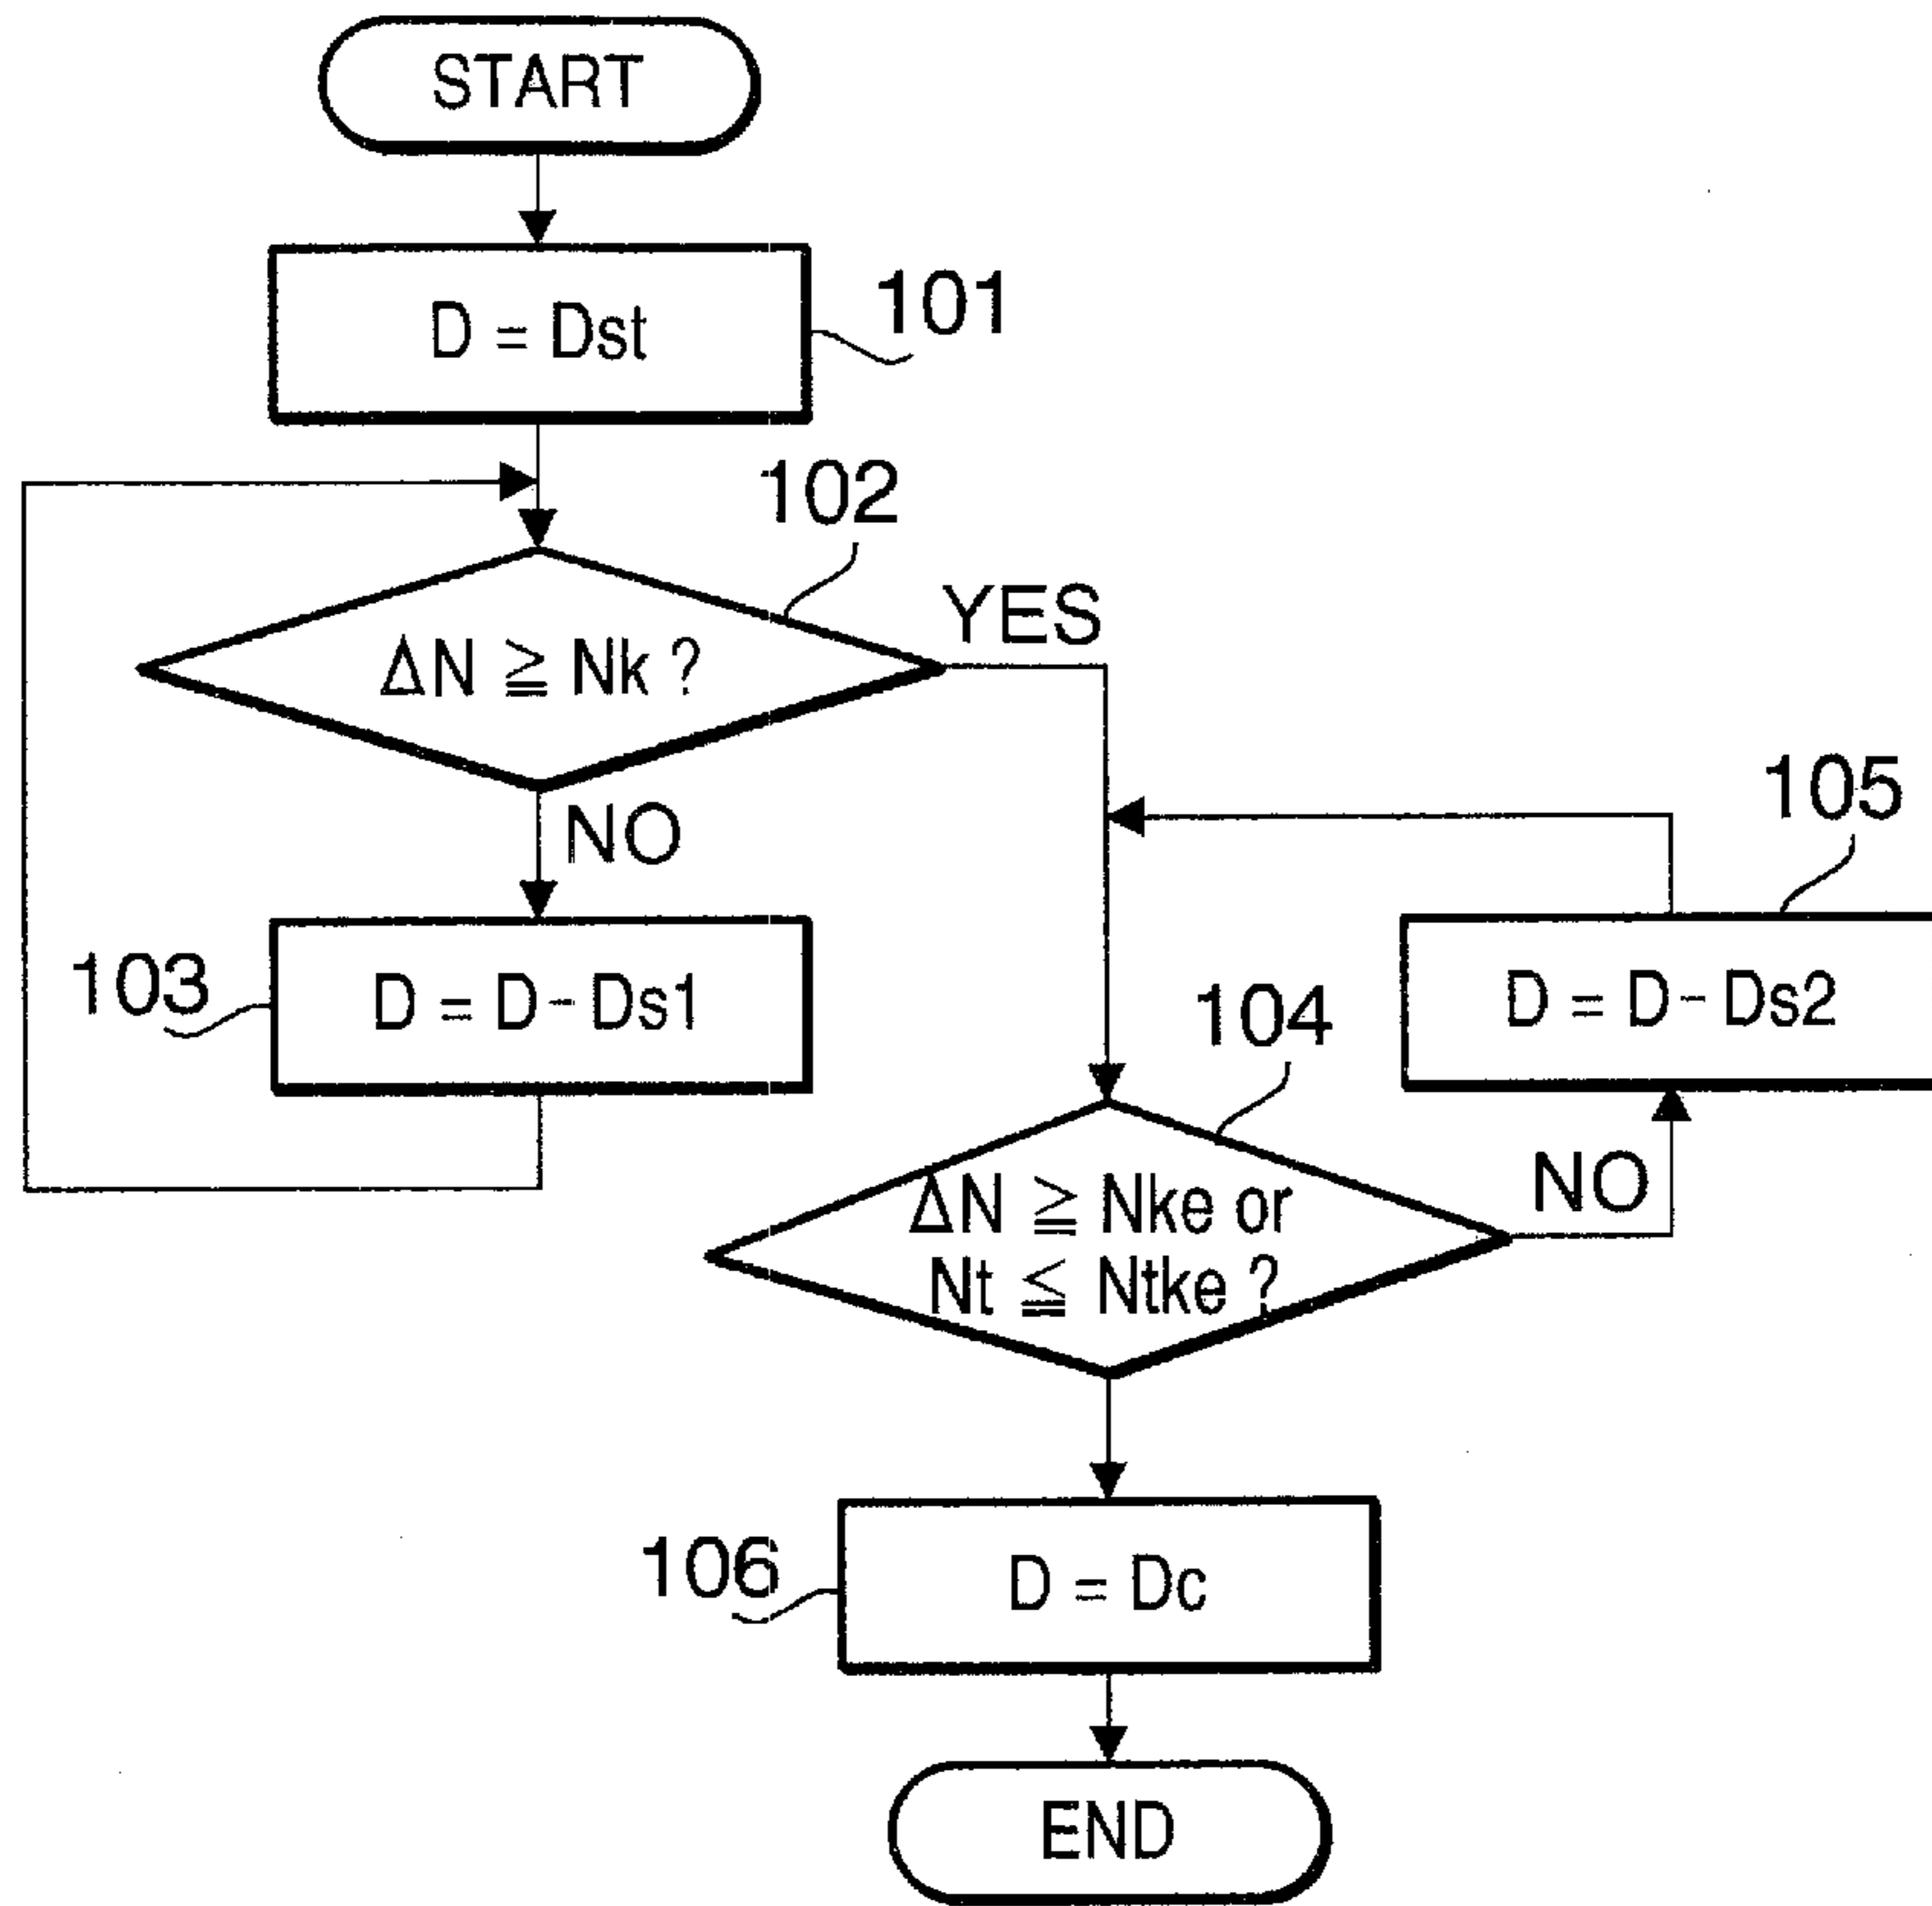 START
D = Dst
101
102
ΔN ≧ Nk ?
YES
NO
103
D = D - Ds1
105
D = D - Ds2
104
ΔN ≧ Nke or
Nt ≦ Ntke ?
NO
106
D = Dc
END